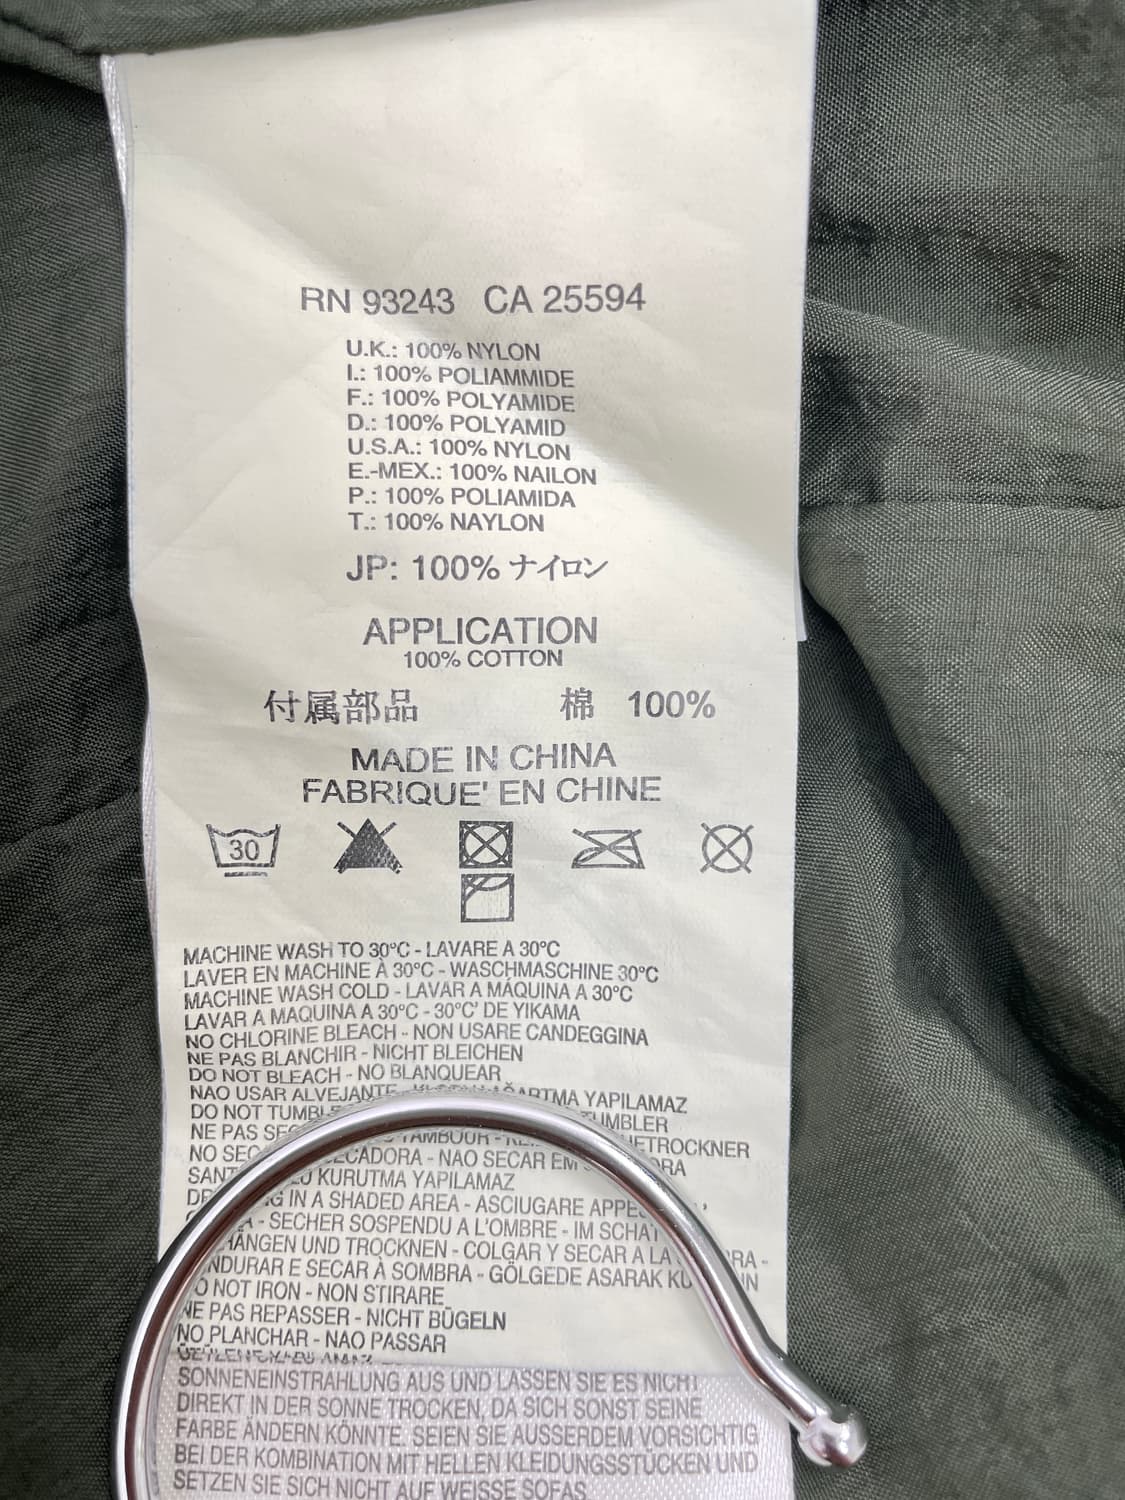 RN 93243 CA 25594
U.K.: 100% NYLON
I.: 100% POLIAMMIDE
F.: 100% POLYAMIDE
D.: 100% POLYAMID
U.S.A.: 100% NYLON
E.-MEX.: 100% NAILON
P.: 100% POLIAMIDA
T.: 100% NAYLON
JP: 100% ナイロン
APPLICATION
100% COTTON
付属部品 棉 100%
MADE IN CHINA
FABRIQUE' EN CHINE
30
MACHINE WASH TO 30°C - LAVARE A 30°C
LAVER EN MACHINE À 30°C - WASCHMASCHINE 30°C
MACHINE WASH COLD - LAVAR A MÁQUINA A 30°C
LAVAR A MAQUINA A 30°C - 30°C' DE YIKAMA
NO CHLORINE BLEACH - NON USARE CANDEGGINA
NE PAS BLANCHIR - NICHT BLEICHEN
DO NOT BLEACH - NO BLANQUEAR
NAO USAR ALVEJANTE - YAPILAMAZ
DO NOT
NE PAS
NO - NAO SECAR EM
KURUTMA YAPILAMAZ
IN A SHADED AREA - ASCIUGARE
- SECHER SOSPENDU A L'OMBRE - IM
UND TROCKNEN - COLGAR Y SECAR A LA
E SECAR À SOMBRA - GÖLGEDE ASARAK
DO NOT IRON - NON STIRARE
NE PAS REPASSER - NICHT BÜGELN
NO PLANCHAR - NAO PASSAR
SONNENEINSTRAHLUNG AUS UND LASSEN SIE ES NICHT
DIREKT IN DER SONNE TROCKEN, DA SICH SONST SEINE
FARBE ÄNDERN KÖNNTE. SEIEN SIE AUSSERDEM VORSICHTIG
BEI DER KOMBINATION MIT HELLEN KLEIDUNGSSTÜCKEN UND
SETZEN SIE SICH NICHT AUF WEISSE SOFAS